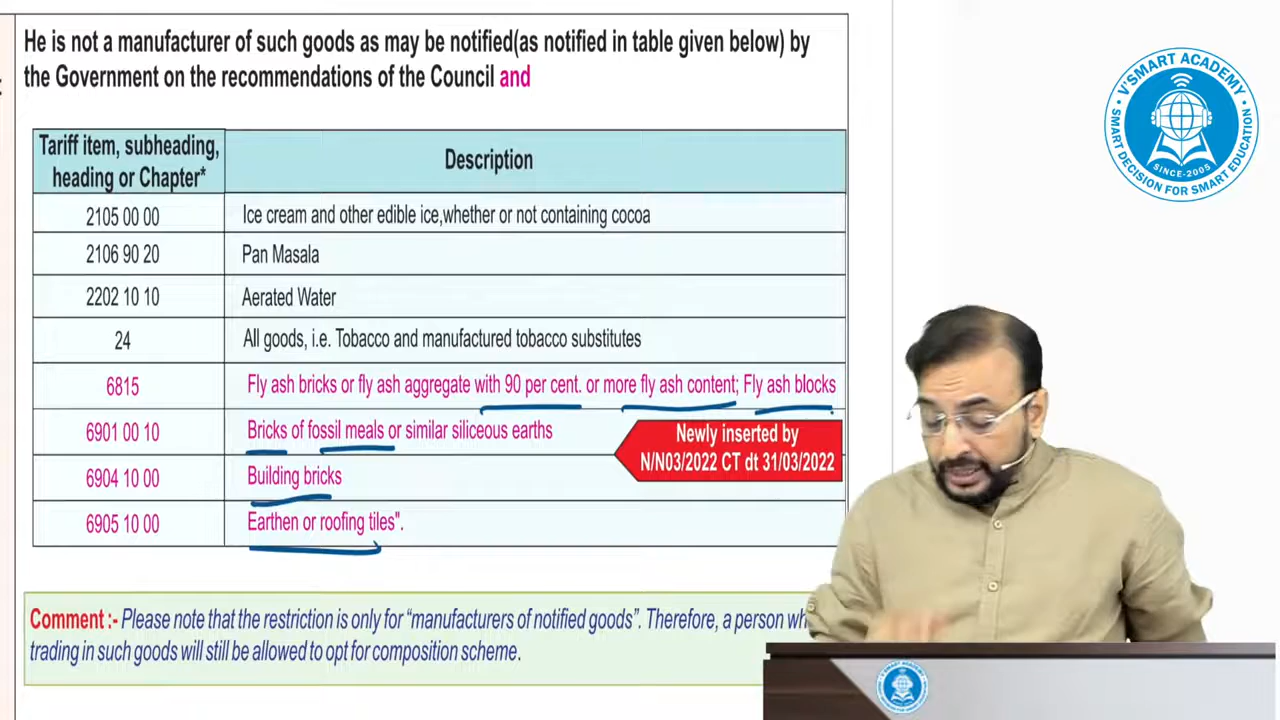 He is not a manufacturer of such goods as may be notified(as notified in table given below) by
the Government on the recommendations of the Council and
Tariff item, subheading,
heading or Chapter*
Description
2105 00 00
Ice cream and other edible ice,whether or not containing cocoa
2106 90 20
Pan Masala
2202 10 10
Aerated Water
24
All goods, i.e. Tobacco and manufactured tobacco substitutes
6815
Fly ash bricks or fly ash aggregate with 90 per cent. or more fly ash content; Fly ash blocks
6901 00 10
Bricks of fossil meals or similar siliceous earths
6904 10 00
Building bricks
6905 10 00
Earthen or roofing tiles".
Newly inserted by
N/N03/2022 CT dt 31/03/2022
Comment :- Please note that the restriction is only for “manufacturers of notified goods”. Therefore, a person
trading in such goods will still be allowed to opt for composition scheme.
V'SMART ACADEMY
SINCE-2005
SMART DECISION FOR SMART EDUCATION